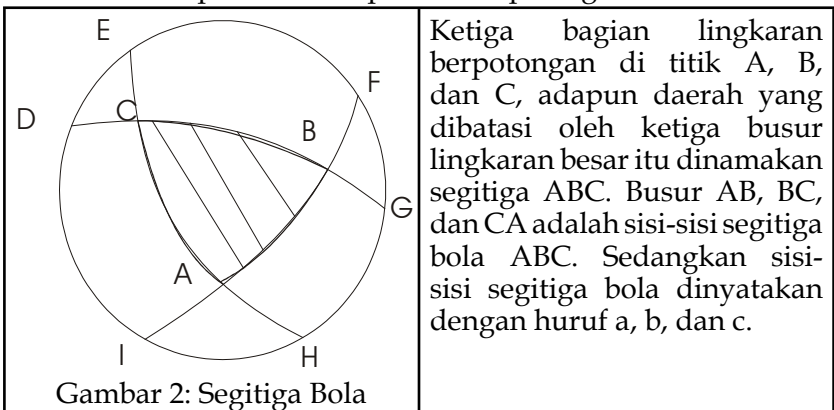 E
F
D
C
B
G
A
I
H
Gambar 2: Segitiga Bola
Ketiga bagian lingkaran
berpotongan di titik A, B,
dan C, adapun daerah yang
dibatasi oleh ketiga busur
lingkaran besar itu dinamakan
segitiga ABC. Busur AB, BC,
dan CA adalah sisi-sisi segitiga
bola ABC. Sedangkan sisi-
sisi segitiga bola dinyatakan
dengan huruf a, b, dan c.